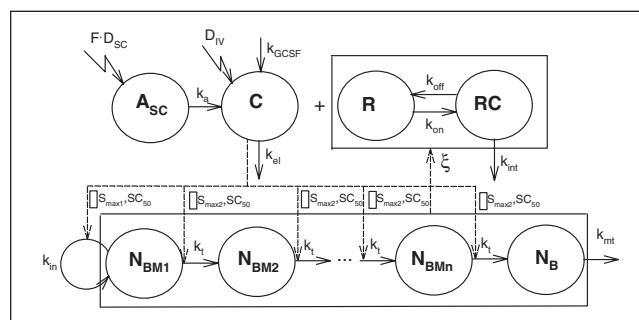 F·D_SC
D_IV
k_GCSF
A_SC
k_a
C
+
R
k_off
k_on
RC
k_el
ξ
k_int
S_max1, SC_50
S_max2, SC_50
S_max2, SC_50
S_max2, SC_50
S_max2, SC_50
k_in
N_BM1
k_t
N_BM2
k_t
...
k_t
N_BMn
k_t
N_B
k_mt